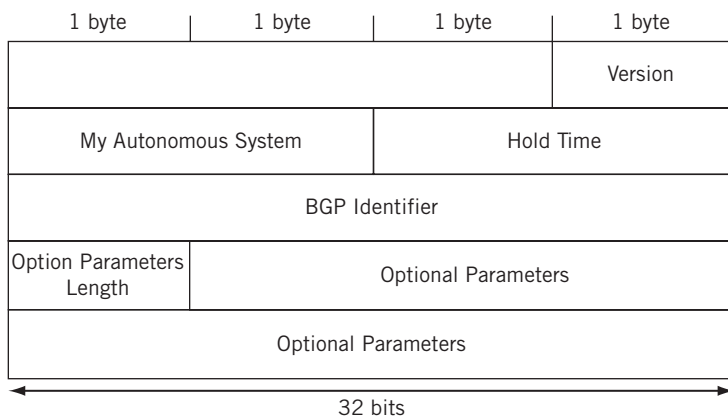 1 byte 1 byte 1 byte 1 byte
Version
My Autonomous System Hold Time
BGP Identifier
Option Parameters
Length
Optional Parameters
Optional Parameters
32 bits